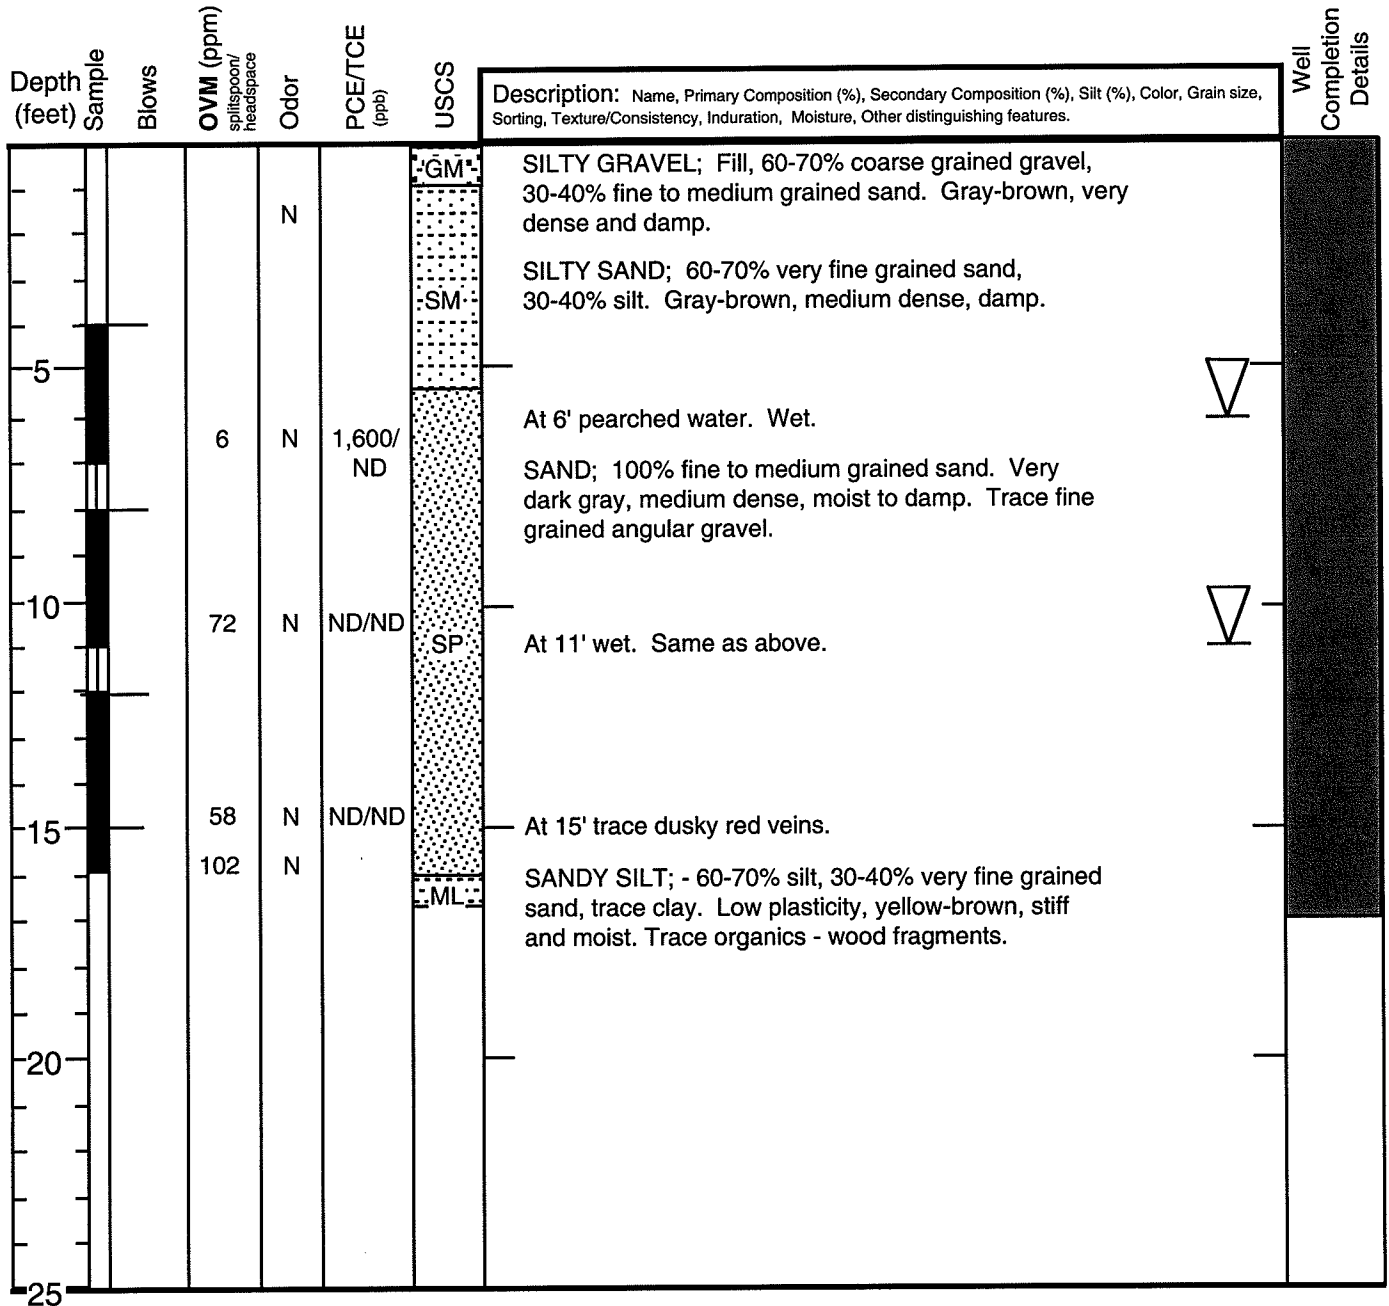 Depth
(feet)
Sample
Blows
OVM (ppm)
splitspoon/
headspace
Odor
PCE/TCE
(ppb)
USCS
Description: Name, Primary Composition (%), Secondary Composition (%), Silt (%), Color, Grain size,
Sorting, Texture/Consistency, Induration, Moisture, Other distinguishing features.
Well
Completion
Details
GM
SILTY GRAVEL; Fill, 60-70% coarse grained gravel,
30-40% fine to medium grained sand. Gray-brown, very
dense and damp.
N
SILTY SAND; 60-70% very fine grained sand,
30-40% silt. Gray-brown, medium dense, damp.
SM
5
At 6' pearched water. Wet.
6 N 1,600/
ND
SAND; 100% fine to medium grained sand. Very
dark gray, medium dense, moist to damp. Trace fine
grained angular gravel.
10
72 N ND/ND
SP
At 11' wet. Same as above.
58 N ND/ND
15
At 15' trace dusky red veins.
102 N
SANDY SILT; - 60-70% silt, 30-40% very fine grained
sand, trace clay. Low plasticity, yellow-brown, stiff
and moist. Trace organics - wood fragments.
ML
20
25